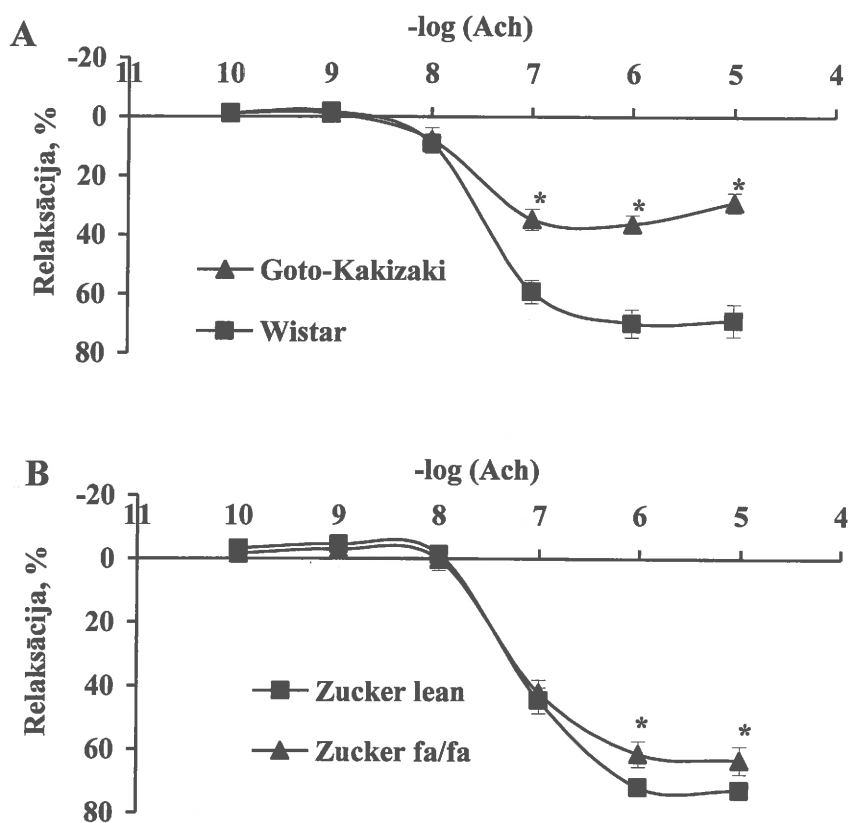 A
-log (Ach)
-20
11 10 9 8 7 6 5 4
0
20
* * *
40
60
80
Relaksācija, %
Goto-Kakizaki
Wistar
B
-log (Ach)
-20
11 10 9 8 7 6 5 4
0
20
40
60
80
* *
Relaksācija, %
Zucker lean
Zucker fa/fa